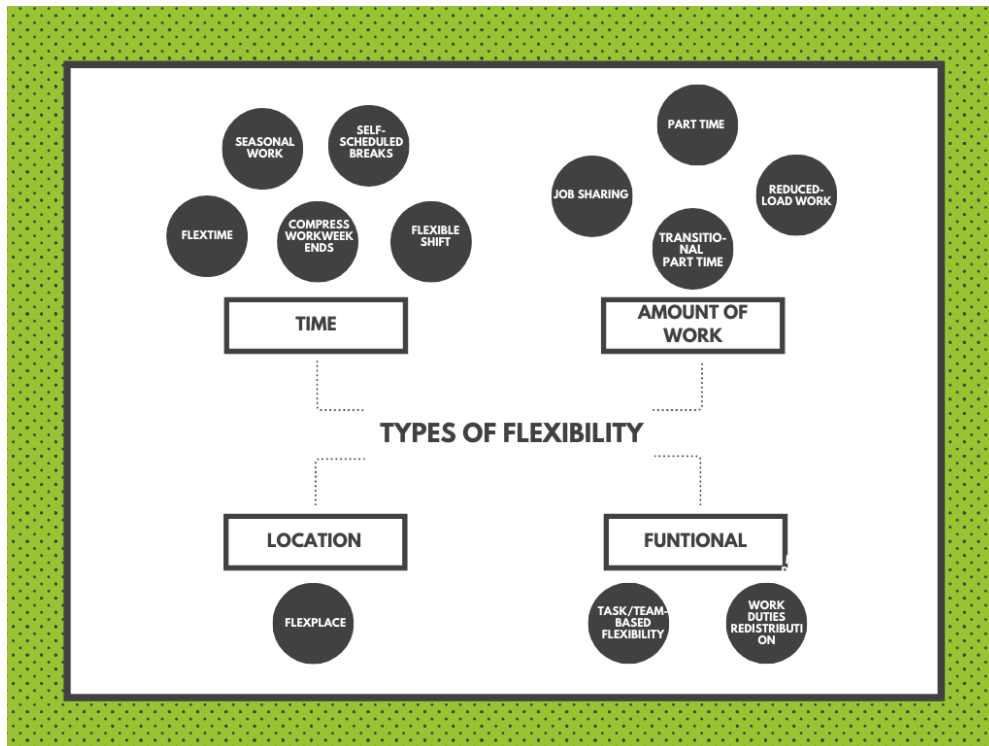 SEASONAL
WORK
SELF-
SCHEDULED
BREAKS
FLEXTIME
COMPRESS
WORKWEEK
ENDS
FLEXIBLE
SHIFT
TIME
PART TIME
JOB SHARING
REDUCED-
LOAD WORK
TRANSITIO-
NAL
PART TIME
AMOUNT OF
WORK
TYPES OF FLEXIBILITY
LOCATION
FLEXPLACE
FUNTIONAL
TASK/TEAM-
BASED
FLEXIBILITY
WORK
DUTIES
REDISTRIBUTI
ON